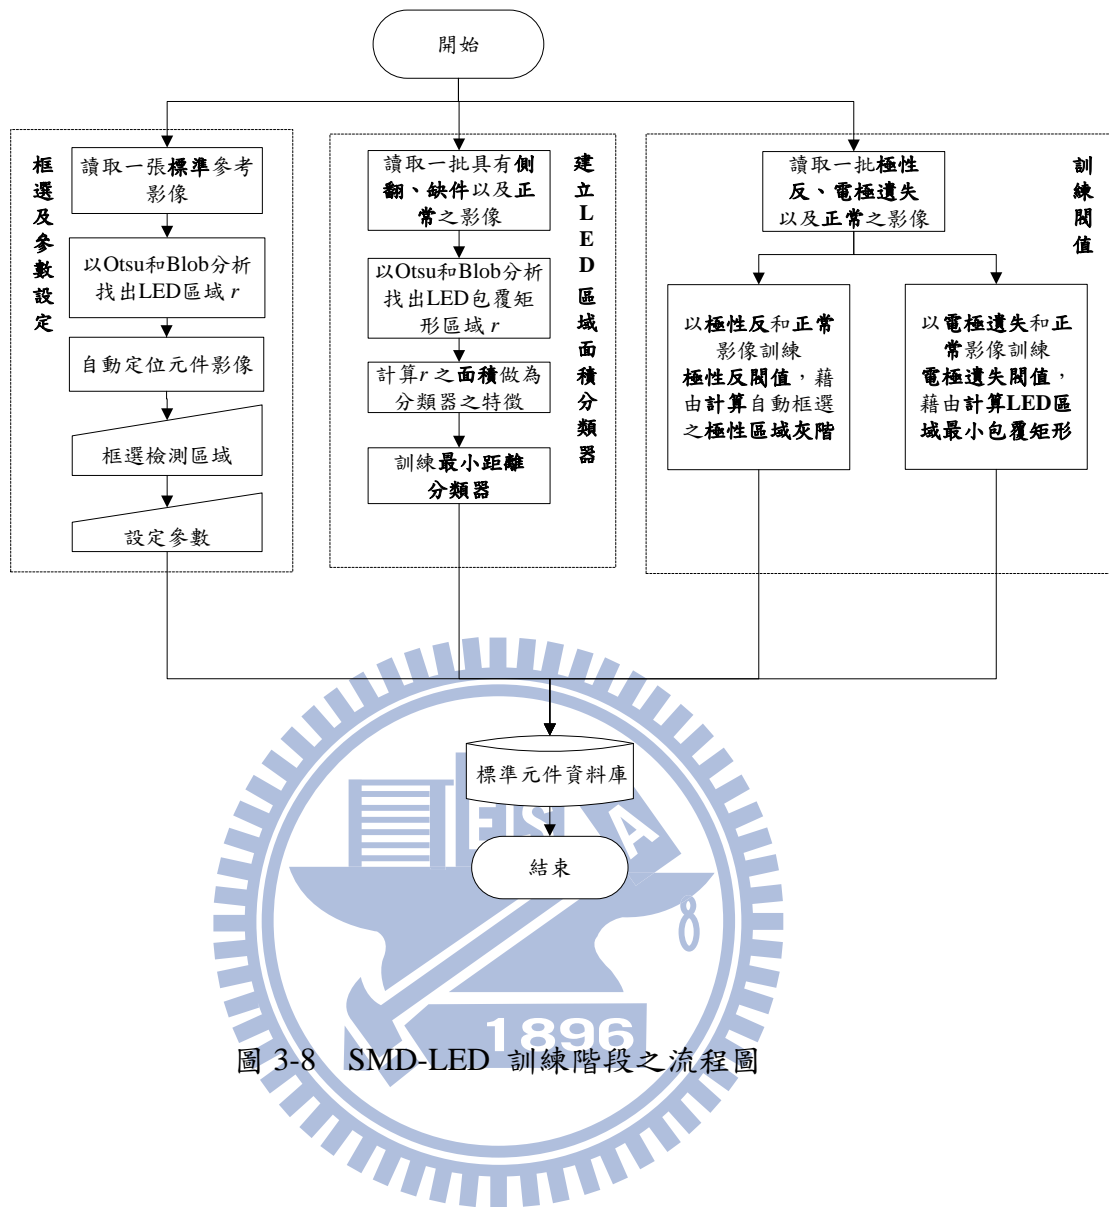 開始
框選及參數設定
讀取一張標準參考
影像
以Otsu和Blob分析
找出LED區域 r
自動定位元件影像
框選檢測區域
設定參數
建立LED區域面積分類器
讀取一批具有側
翻、缺件以及正
常之影像
以Otsu和Blob分析
找出LED包覆矩
形區域 r
計算r 之面積做為
分類器之特徵
訓練最小距離
分類器
訓練閥值
讀取一批極性
反、電極遺失
以及正常之影像
以極性反和正常
影像訓練
極性反閥值，藉
由計算自動框選
之極性區域灰階
以電極遺失和正
常影像訓練
電極遺失閥值，
藉由計算LED區
域最小包覆矩形
標準元件資料庫
結束
ESA
8
1896
圖 3-8 SMD-LED 訓練階段之流程圖